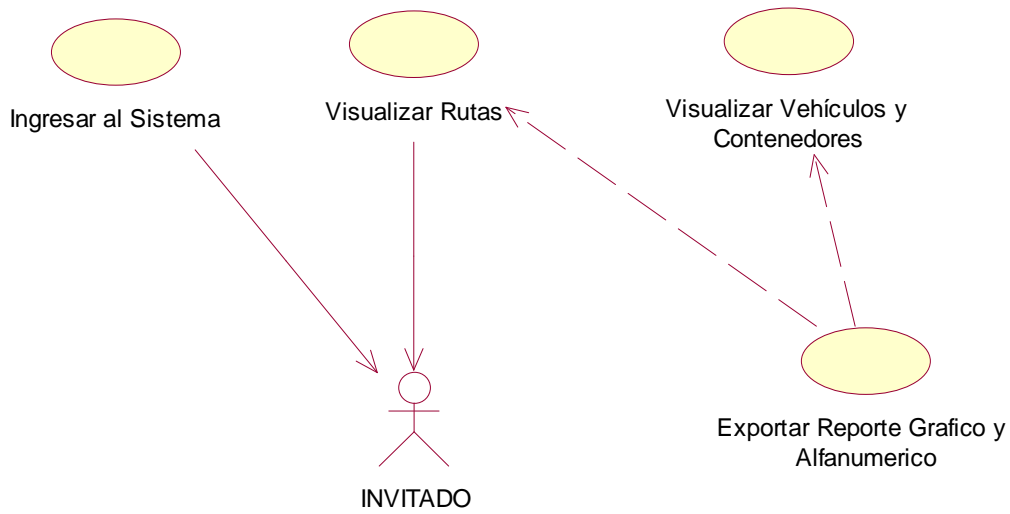 Ingresar al Sistema
Visualizar Rutas
Visualizar Vehículos y
Contenedores
Exportar Reporte Grafico y
Alfanumerico
INVITADO